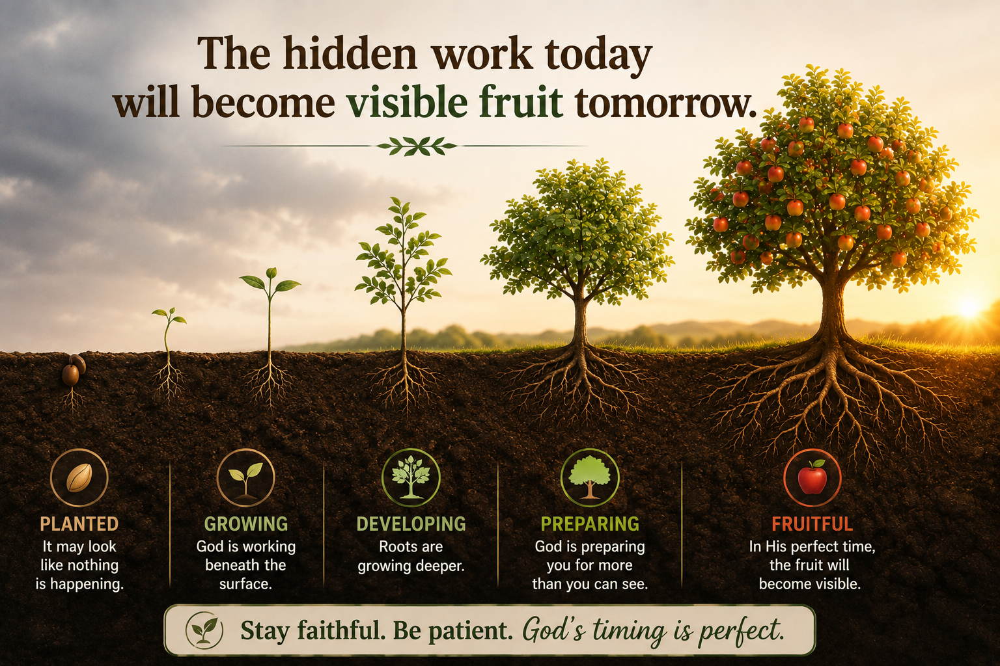 The hidden work today
will become visible fruit tomorrow.
PLANTED
It may look
like nothing
is happening.
GROWING
God is working
beneath the
surface.
DEVELOPING
Roots are
growing deeper.
PREPARING
God is preparing
you for more
than you can see.
FRUITFUL
In His perfect time,
the fruit will
become visible.
Stay faithful. Be patient. God's timing is perfect.